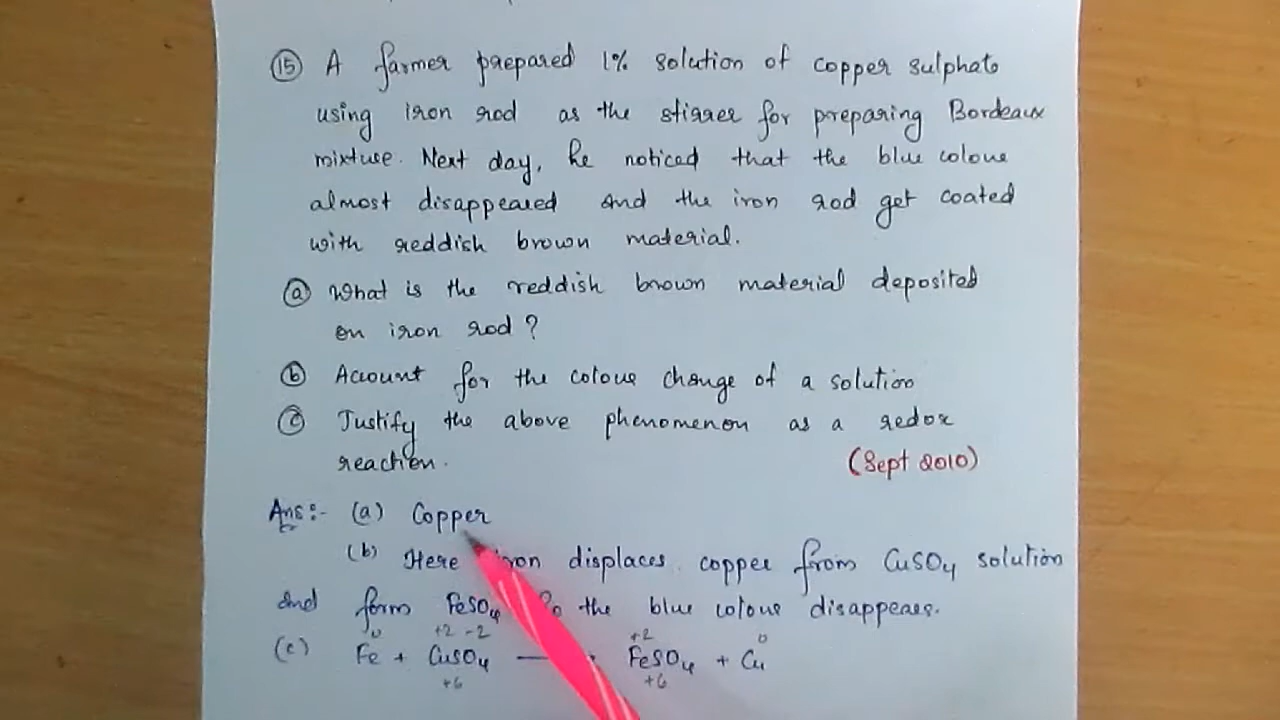 15 A farmer prepared 1% solution of copper sulphate
using iron rod as the stirrer for preparing Bordeaux
mixture. Next day, he noticed that the blue colour
almost disappeared and the iron rod get coated
with reddish brown material.
a What is the reddish brown material deposited
on iron rod?
b Account for the colour change of a solution
c Justify the above phenomenon as a redox
reaction.
(Sept 2010)
Ans:- (a) Copper
(b) Here iron displaces copper from CuSO4 solution
and form FeSO4 the blue colour disappears.
0 +2 -2 +2 0
(c) Fe + CuSO4 → FeSO4 + Cu
+6 +6